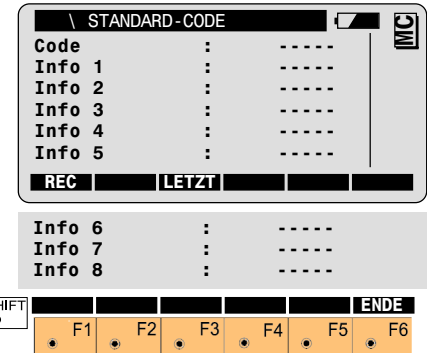 \ STANDARD-CODE MC
Code : -----
Info 1 : -----
Info 2 : -----
Info 3 : -----
Info 4 : -----
Info 5 : -----
REC LETZT
Info 6 : -----
Info 7 : -----
Info 8 : -----
ENDE
F1 F2 F3 F4 F5 F6